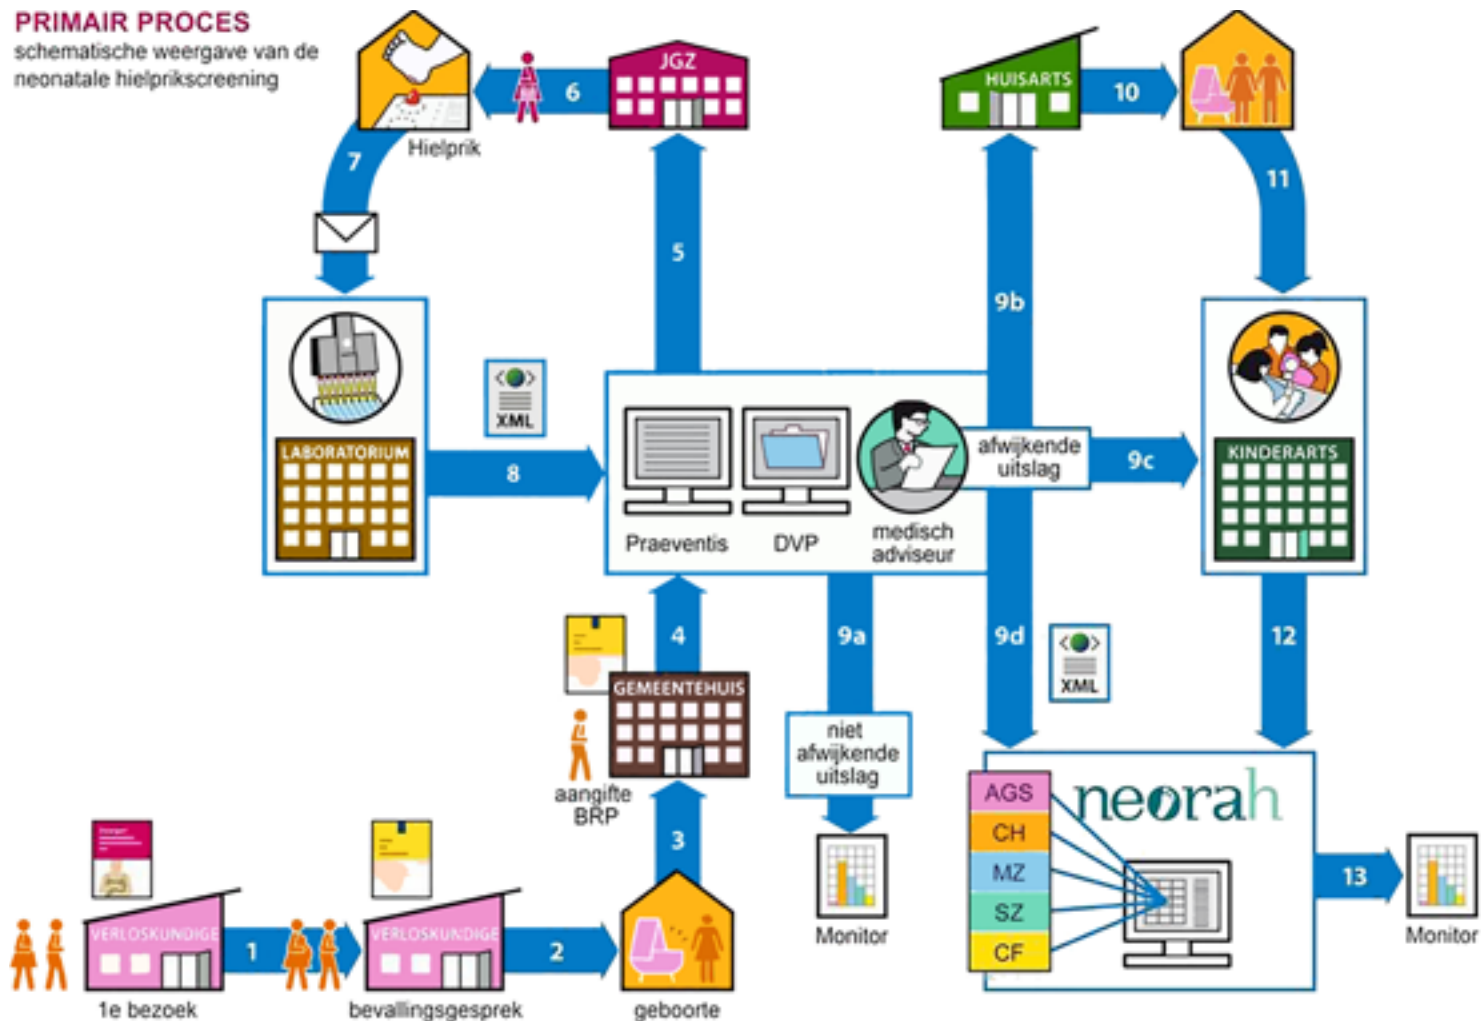 PRIMAIR PROCES
schematische weergave van de
neonatale hielprikscreening
Hielprik
6
JGZ
HUISARTS
10
7
11
5
9b
XML
LABORATORIUM
8
Praeventis
DVP
medisch
adviseur
afwijkende
uitslag
9c
KINDERARTS
4
9a
9d
XML
12
GEMEENTEHUIS
aangifte
BRP
niet
afwijkende
uitslag
3
Monitor
neorah
AGS
CH
MZ
SZ
CF
13
Monitor
VERLOSKUNDIGE
1
VERLOSKUNDIGE
2
1e bezoek
bevallingsgesprek
geboorte